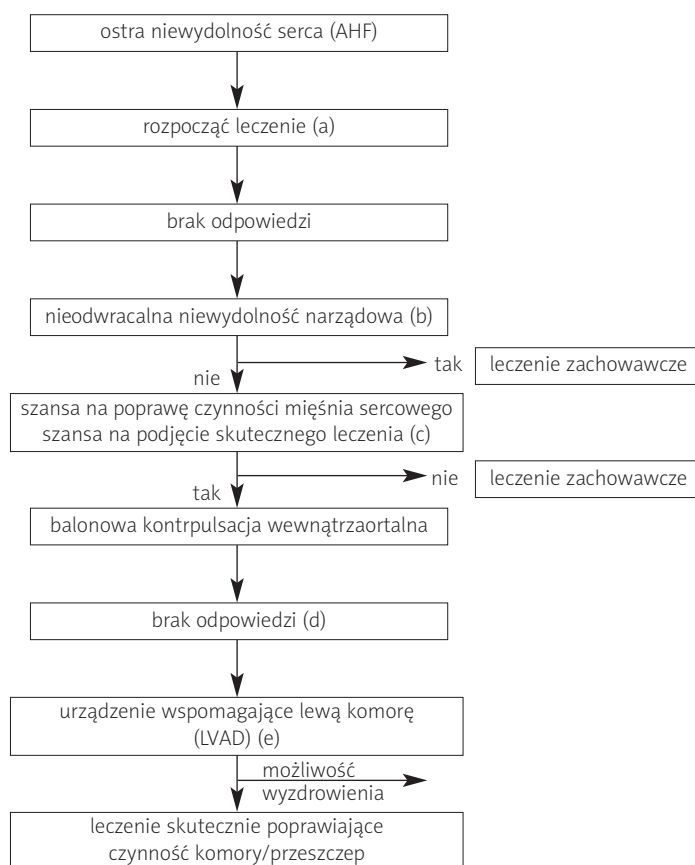 ostra niewydolność serca (AHF)
rozpocząć leczenie (a)
brak odpowiedzi
nieodwracalna niewydolność narządowa (b)
tak
leczenie zachowawcze
nie
szansa na poprawę czynności mięśnia sercowego
szansa na podjęcie skutecznego leczenia (c)
nie
leczenie zachowawcze
tak
balonowa kontrpulsacja wewnątrzaortalna
brak odpowiedzi (d)
urządzenie wspomagające lewą komorę
(LVAD) (e)
możliwość
wyzdrowienia
leczenie skutecznie poprawiające
czynność komory/przeszczep